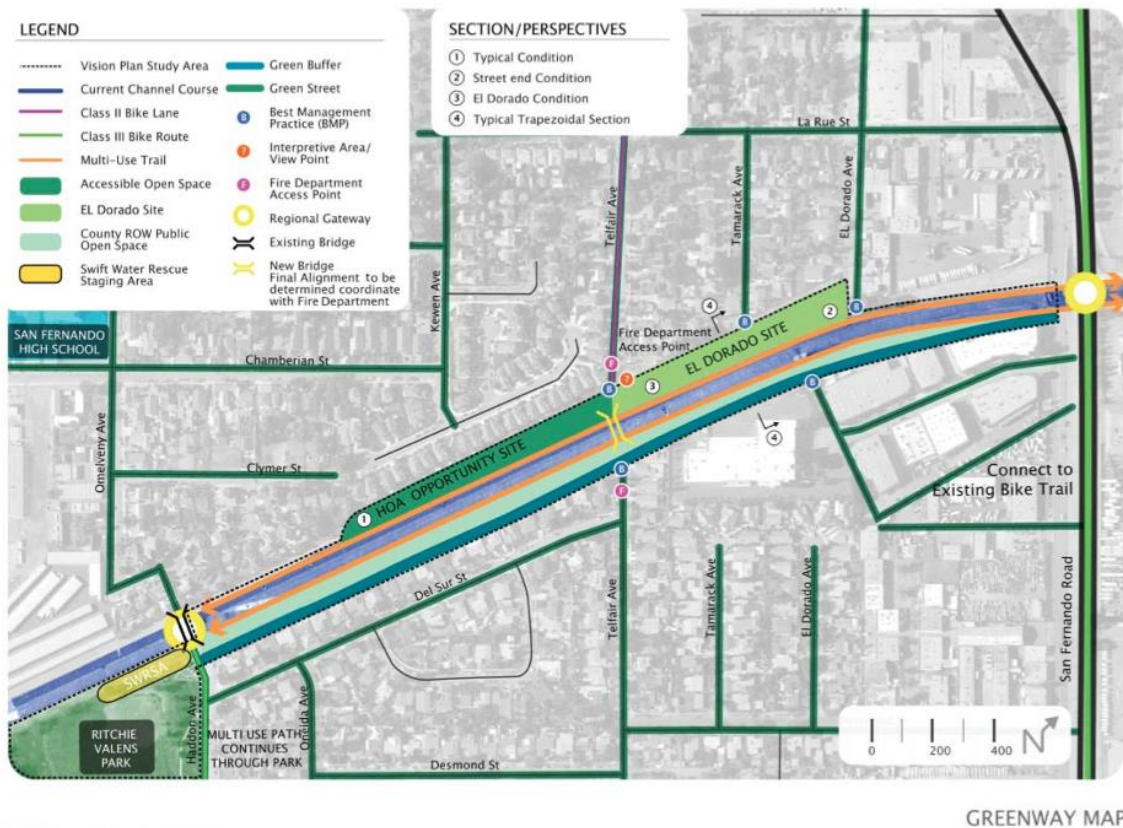 LEGEND
Vision Plan Study Area
Current Channel Course
Class II Bike Lane
Class III Bike Route
Multi-Use Trail
Accessible Open Space
EL Dorado Site
County ROW Public
Open Space
Swift Water Rescue
Staging Area
Green Buffer
Green Street
B
Best Management
Practice (BMP)
?
Interpretive Area/
View Point
F
Fire Department
Access Point
Regional Gateway
Existing Bridge
New Bridge
Final Alignment to be
determined coordinate
with Fire Department
SECTION/PERSPECTIVES
1 Typical Condition
2 Street end Condition
3 El Dorado Condition
4 Typical Trapezoidal Section
La Rue St
Telfair Ave
Tamarack Ave
EL Dorado Ave
Kewen Ave
SAN FERNANDO
HIGH SCHOOL
Chamberian St
Omelveny Ave
Clymer St
4
2
B
B
Fire Department
Access Point
F
B
?
3
EL DORADO SITE
B
4
HOA OPPORTUNITY SITE
1
B
F
Connect to
Existing Bike Trail
Del Sur St
Telfair Ave
Tamarack Ave
El Dorado Ave
San Fernando Road
SWRSA
RITCHIE
VALENS
PARK
Haddon Ave
MULTI USE PATH
CONTINUES
THROUGH PARK
Oneida Ave
Desmond St
0 200 400 N
GREENWAY MAP